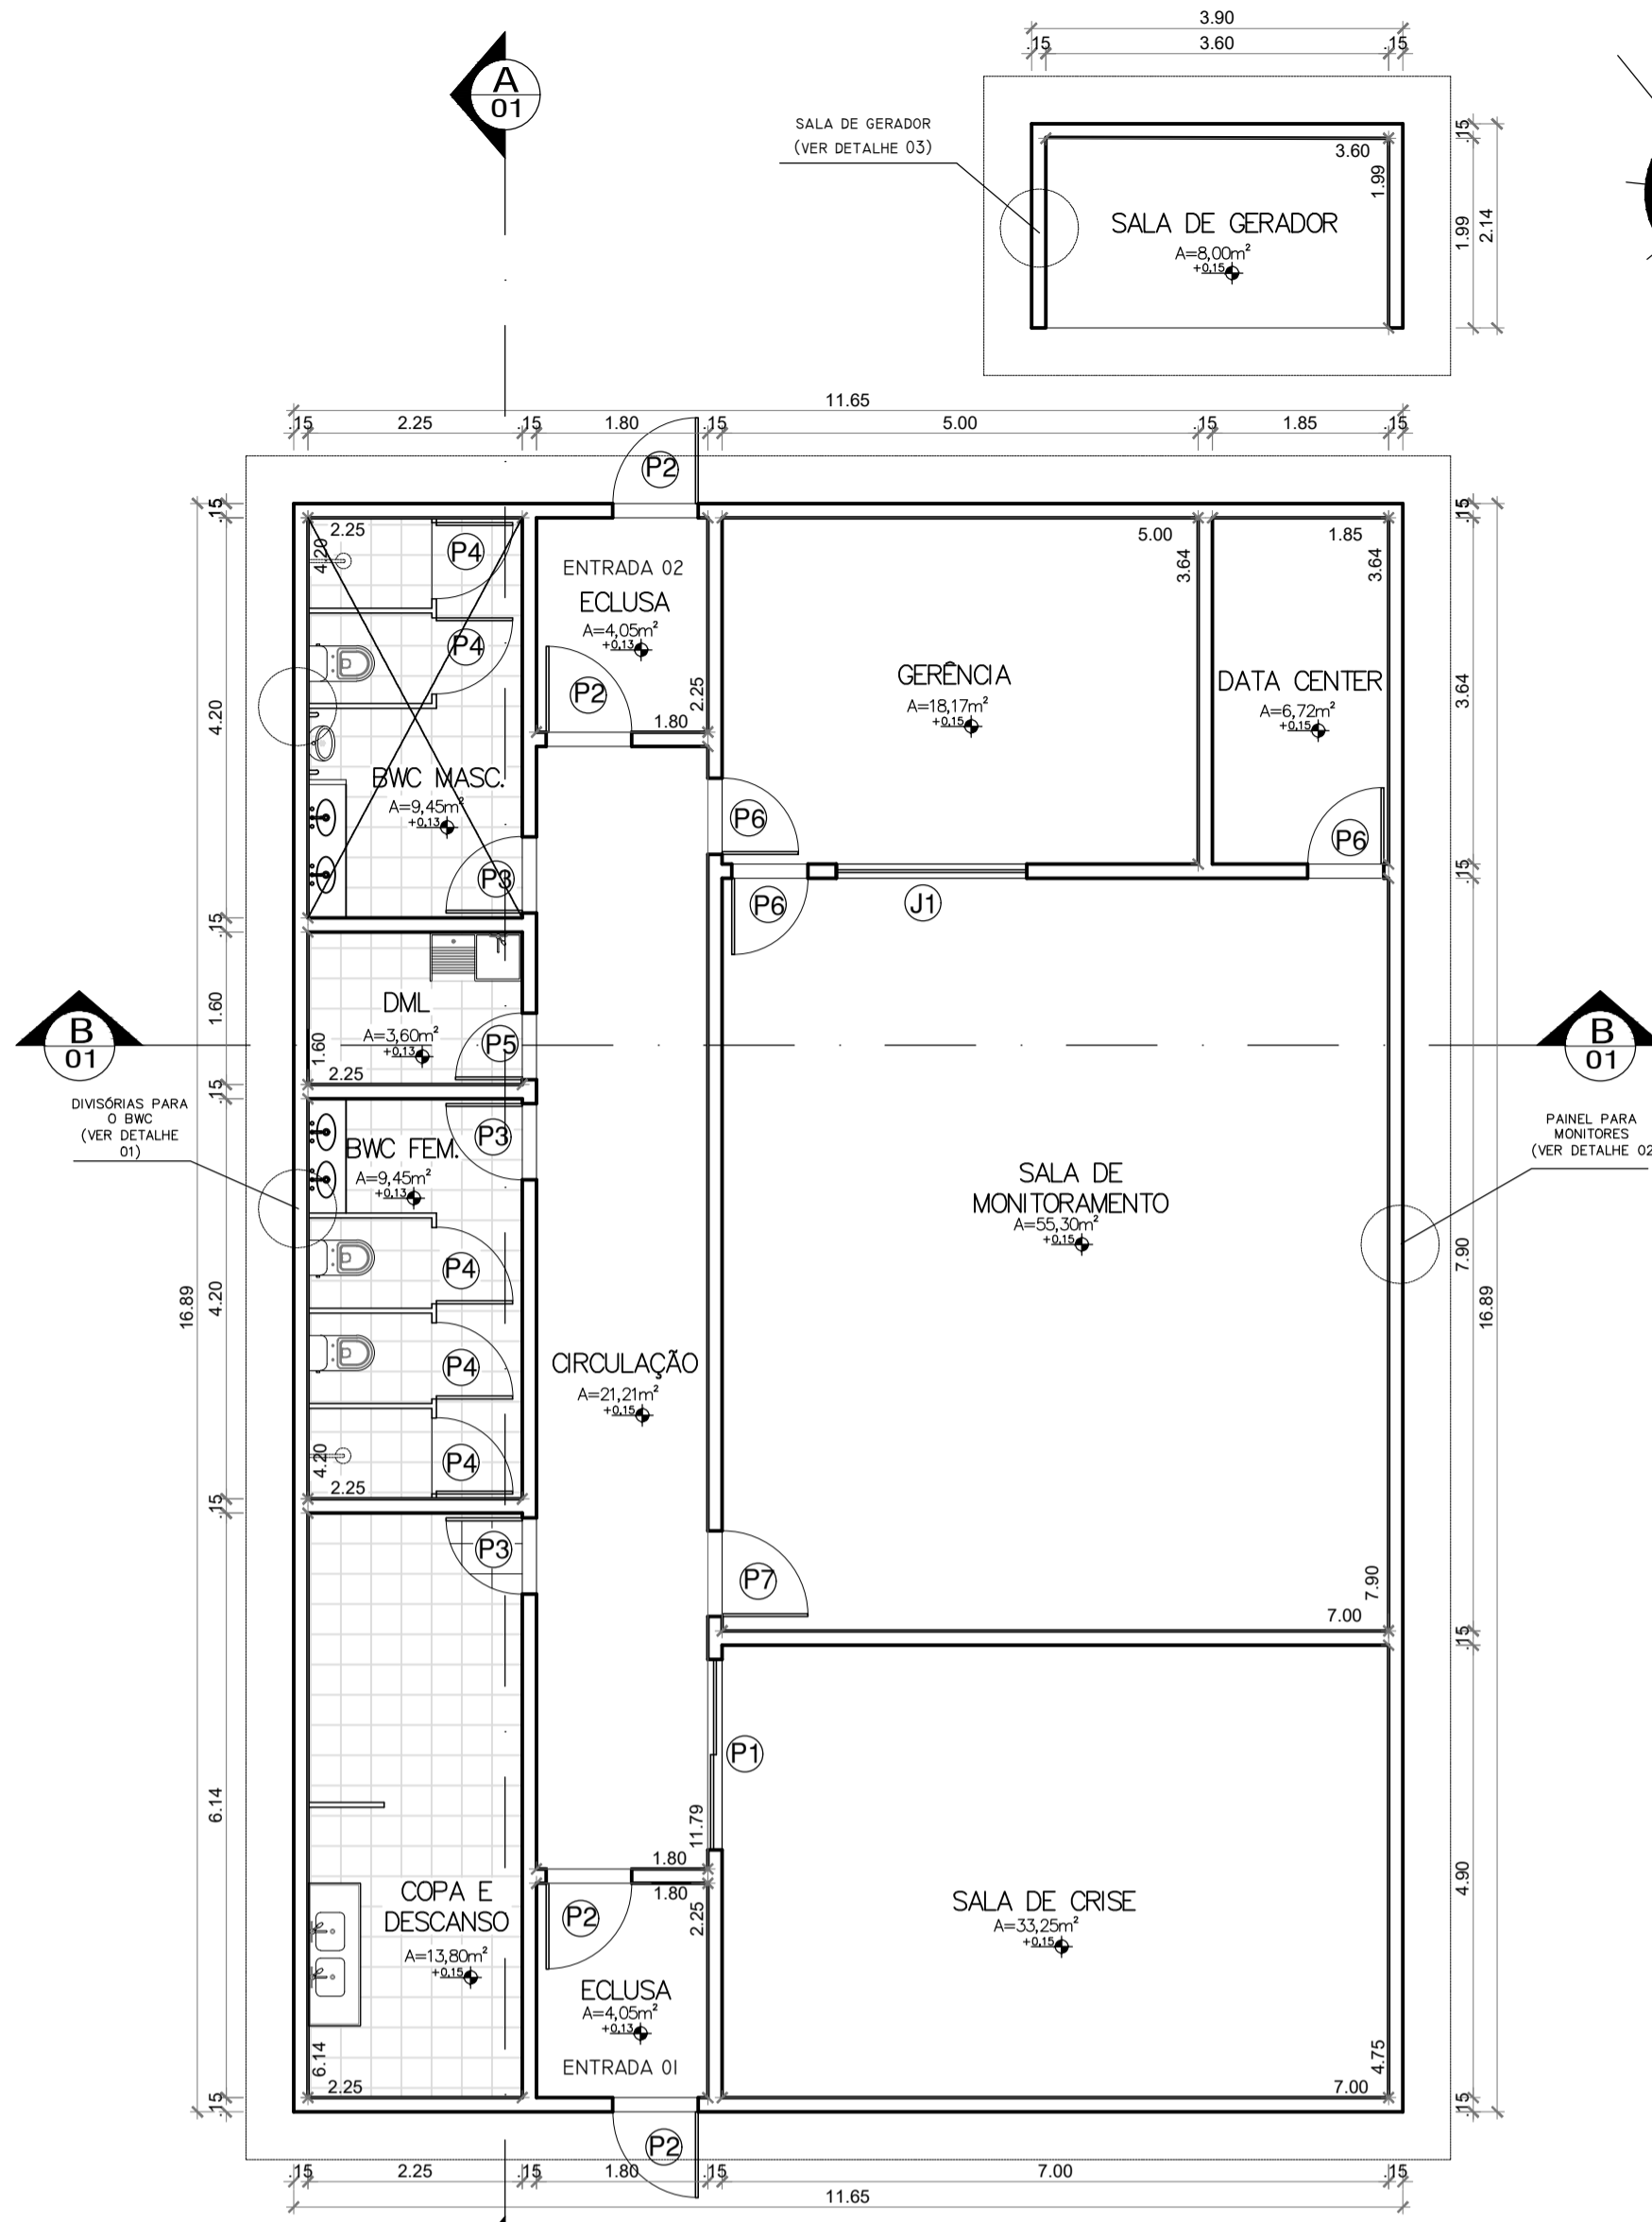 3.90
.15 3.60 .15
A
01
SALA DE GERADOR
(VER DETALHE 03)
.15
3.60
1.99
1.99
2.14
SALA DE GERADOR
A=8,00m²
+0.15
11.65
.15 2.25 .15 1.80 .15 5.00 .15 1.85 .15
P2
.15
.15
2.25
4.20
P4
5.00
3.64
1.85
3.64
ENTRADA 02
ECLUSA
A=4,05m²
+0.13
P4
P2
2.25
1.80
GERÊNCIA
A=18,17m²
+0.15
DATA CENTER
A=6,72m²
+0.15
3.64
4.20
BWC MASC.
A=9,45m²
+0.13
P3
P6
P6
P6
J1
.15
.15
1.60
DML
A=3,60m²
+0.13
P5
1.60
2.25
B
01
B
01
.15
DIVISÓRIAS PARA
O BWC
(VER DETALHE
01)
P3
BWC FEM.
A=9,45m²
+0.13
PAINEL PARA
MONITORES
(VER DETALHE 02
SALA DE
MONITORAMENTO
A=55,30m²
+0.15
P4
7.90
16.89
4.20
16.89
P4
CIRCULAÇÃO
A=21,21m²
+0.15
4.20
P4
2.25
.15
P3
P7
7.90
7.00
.15
P1
6.14
11.79
1.80
1.80
2.25
P2
4.90
COPA E
DESCANSO
A=13,80m²
+0.15
SALA DE CRISE
A=33,25m²
+0.15
ECLUSA
A=4,05m²
+0.13
ENTRADA 01
6.14
2.25
4.75
7.00
.15
.15
P2
.15 2.25 .15 1.80 .15 7.00 .15
11.65